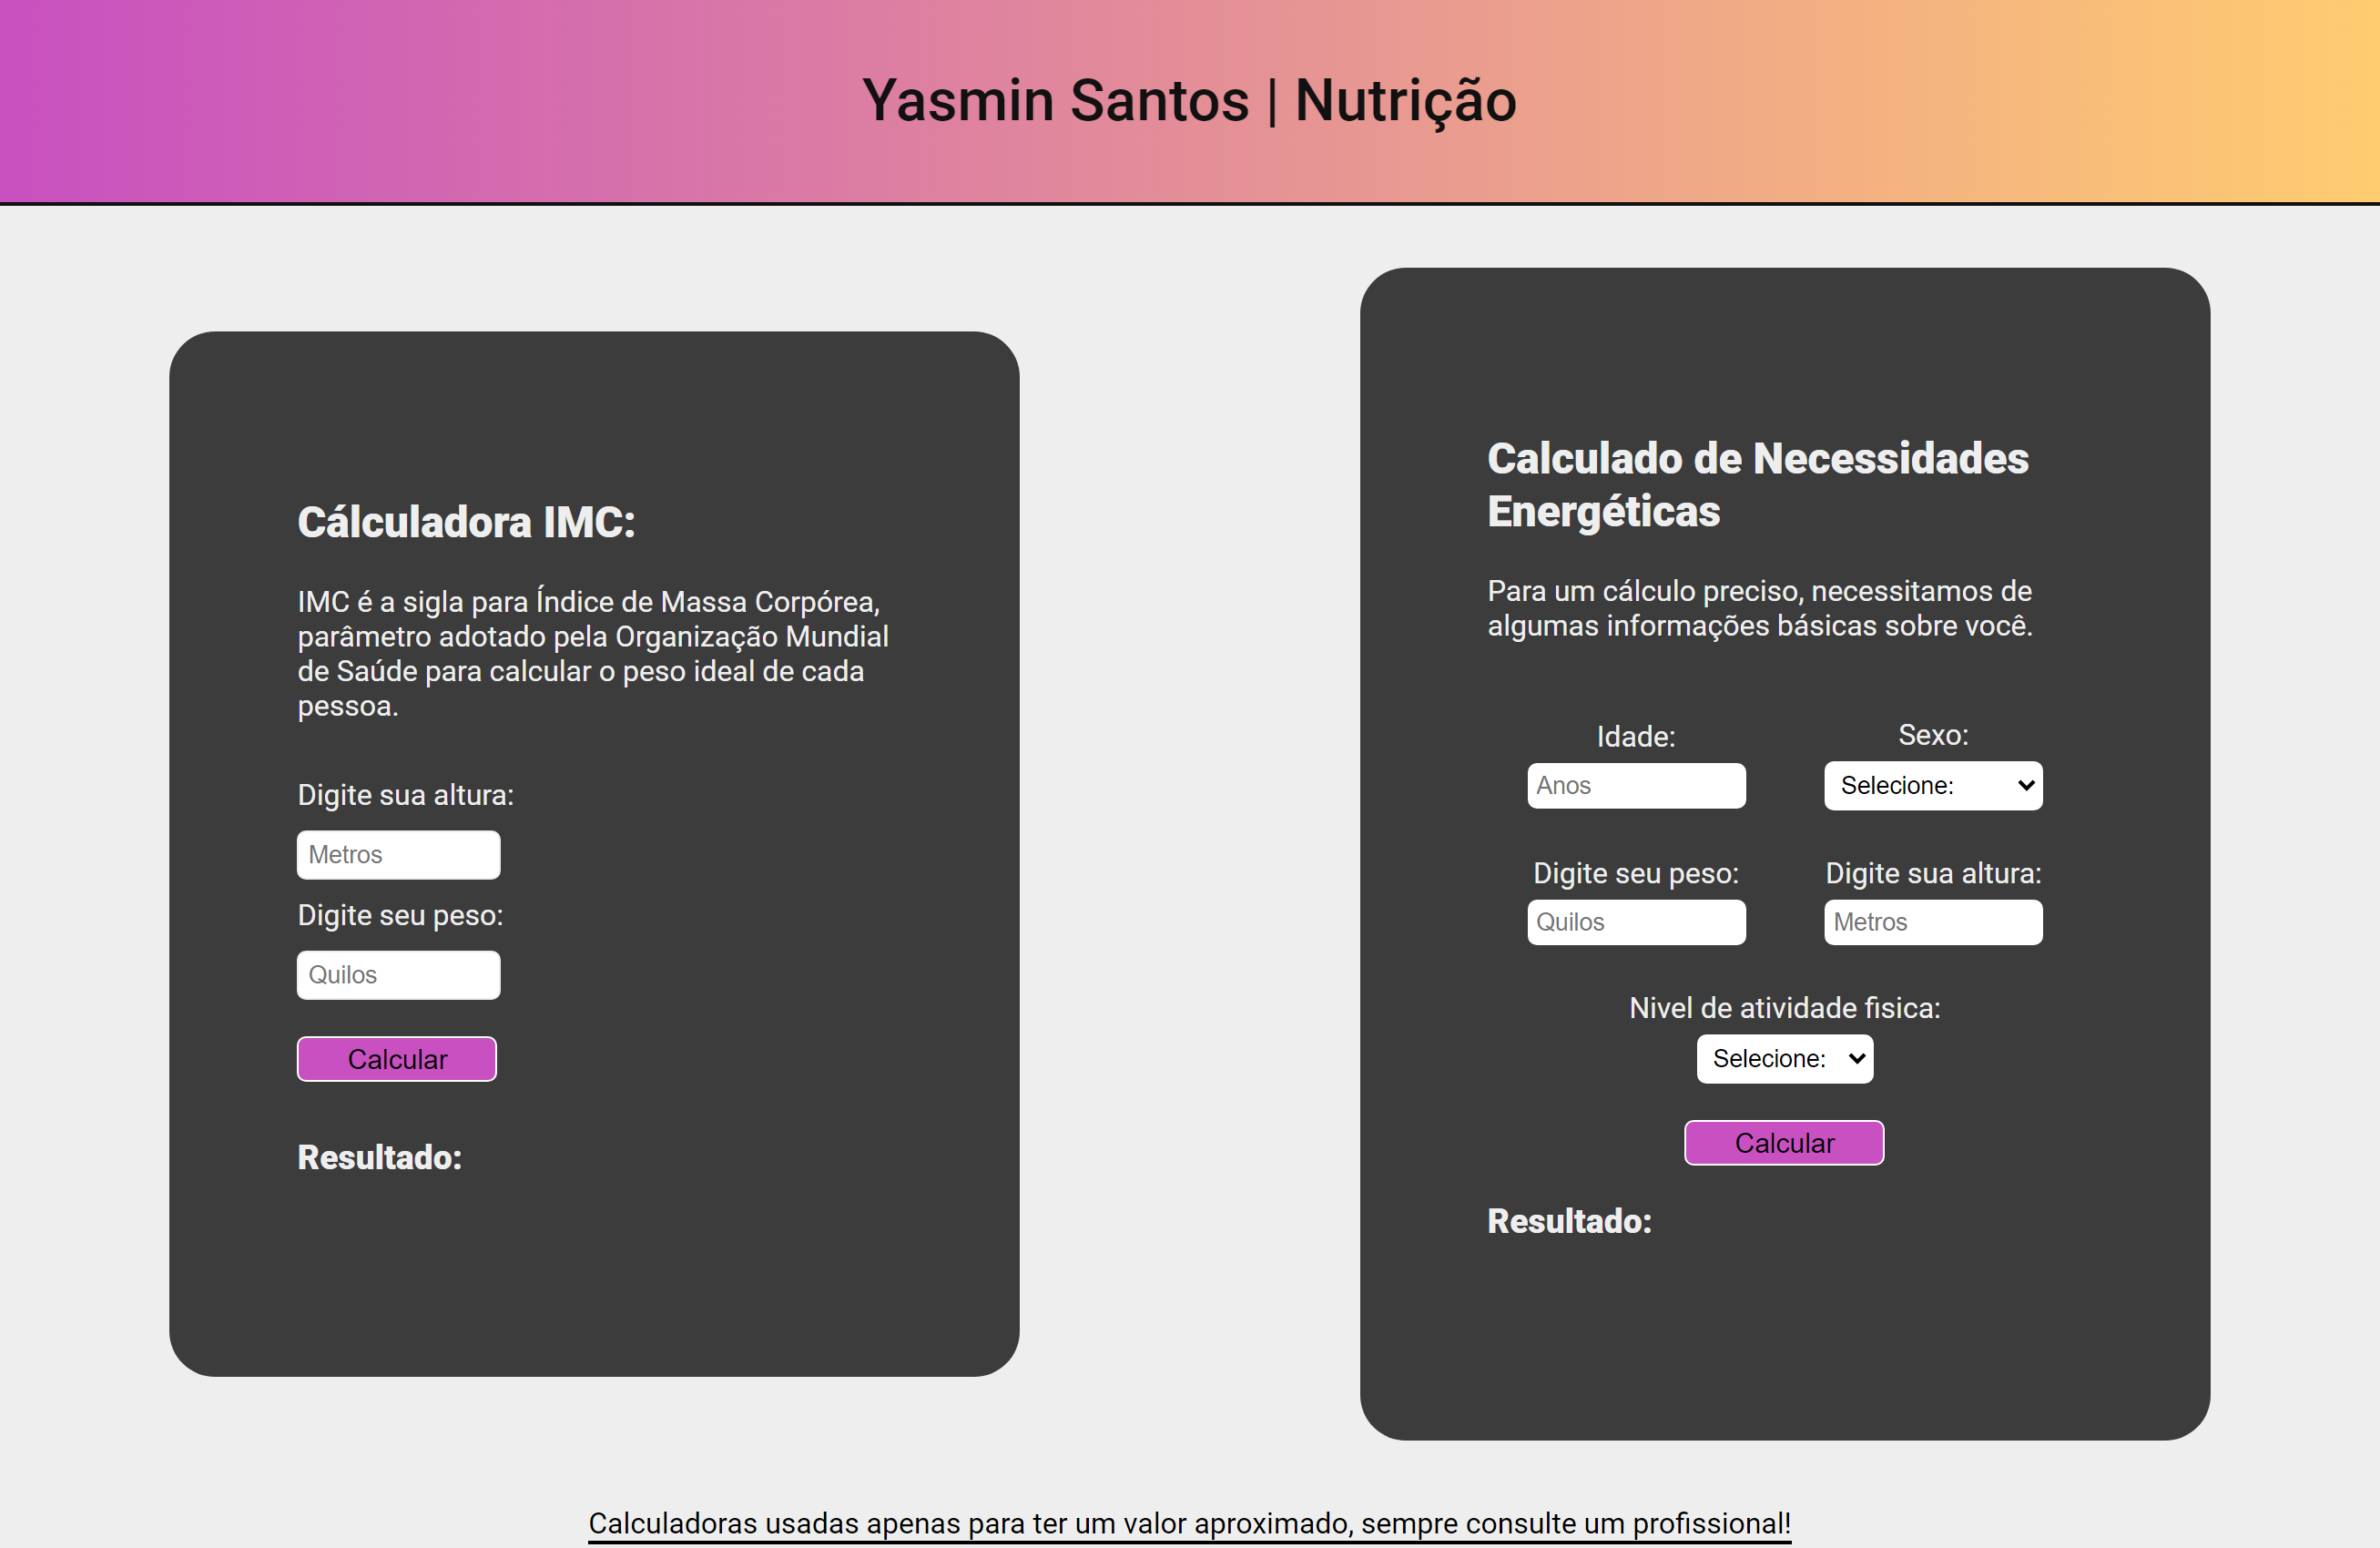 Yasmin Santos | Nutrição
Cálculadora IMC:
IMC é a sigla para Índice de Massa Corpórea,
parâmetro adotado pela Organização Mundial
de Saúde para calcular o peso ideal de cada
pessoa.
Digite sua altura:
Metros
Digite seu peso:
Quilos
Calcular
Resultado:
Calculado de Necessidades
Energéticas
Para um cálculo preciso, necessitamos de
algumas informações básicas sobre você.
Idade:
Anos
Sexo:
Selecione:
Digite seu peso:
Quilos
Digite sua altura:
Metros
Nivel de atividade fisica:
Selecione:
Calcular
Resultado:
Calculadoras usadas apenas para ter um valor aproximado, sempre consulte um profissional!